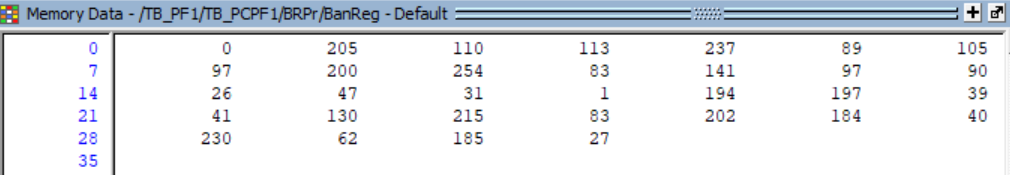 Memory Data - /TB_PF1/TB_PCPF1/BRPr/BanReg - Default
0 0 205 110 113 237 89 105
7 97 200 254 83 141 97 90
14 26 47 31 1 194 197 39
21 41 130 215 83 202 184 40
28 230 62 185 27
35